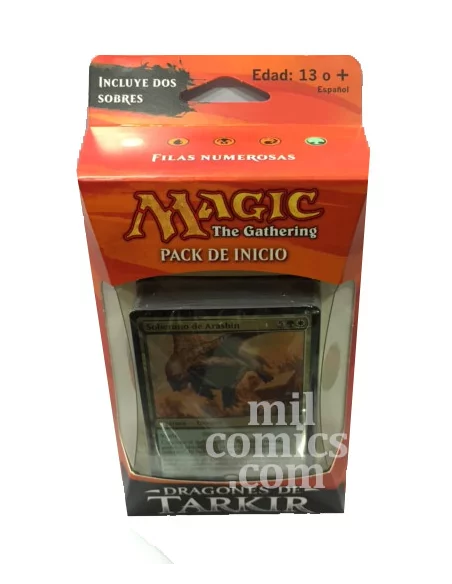 INCLUYE DOS
SOBRES
Edad: 13 o +
Español
FILAS NUMEROSAS
MAGIC
The Gathering
PACK DE INICIO
Soberano de Arashin
mil
comics
.com
DRAGONES DE
TARKIR